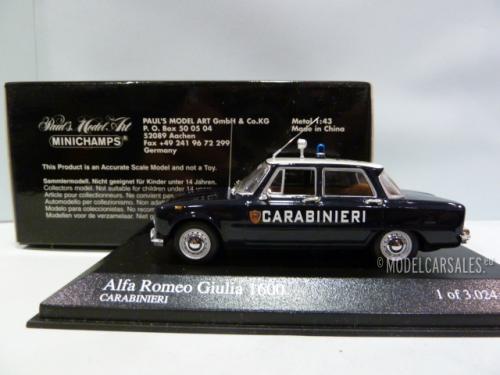 Paul's Model Art
MINICHAMPS
PAUL'S MODEL ART GmbH & Co.KG
P. O. Box 50 05 04
52089 Aachen
Fax +49 241 96 72 299
Germany
Metal 1:43
Made in China
This Product is an Accurate Scale Model and not a Toy.
Sammlermodell. Nicht geeignet für Kinder unter 14 Jahren.
Collectors model. Not suitable for children under 14 years.
CARABINIERI
MODELCARSALES.EU
Alfa Romeo Giulia 1600
CARABINIERI
1 of 3.024